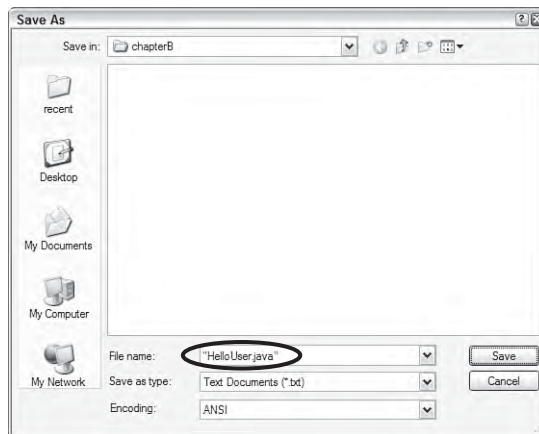 Save As
Save in: chapterB
recent
Desktop
My Documents
My Computer
My Network
File name: "HelloUser.java" Save
Save as type: Text Documents (*.txt) Cancel
Encoding: ANSI